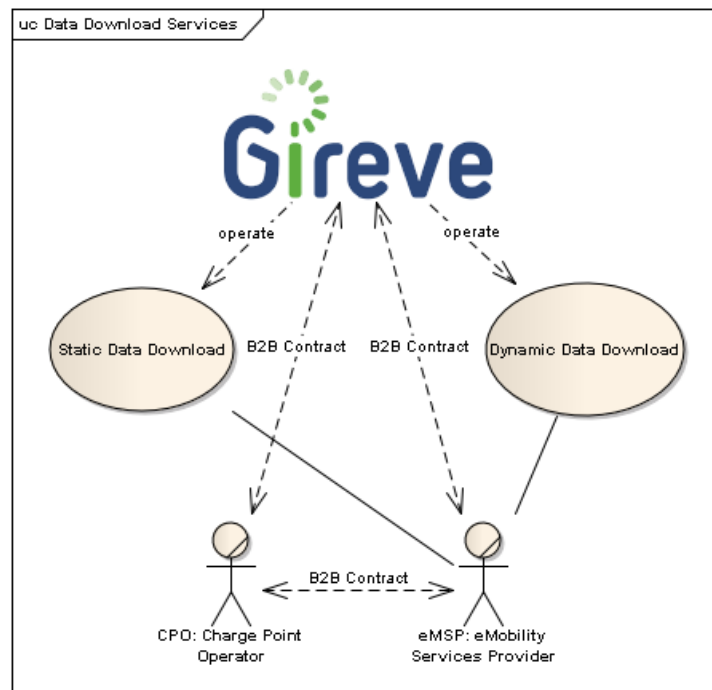 uc Data Download Services
Gireve
operate
operate
Static Data Download
B2B Contract
B2B Contract
Dynamic Data Download
B2B Contract
CPO: Charge Point
Operator
eMSP: eMobility
Services Provider